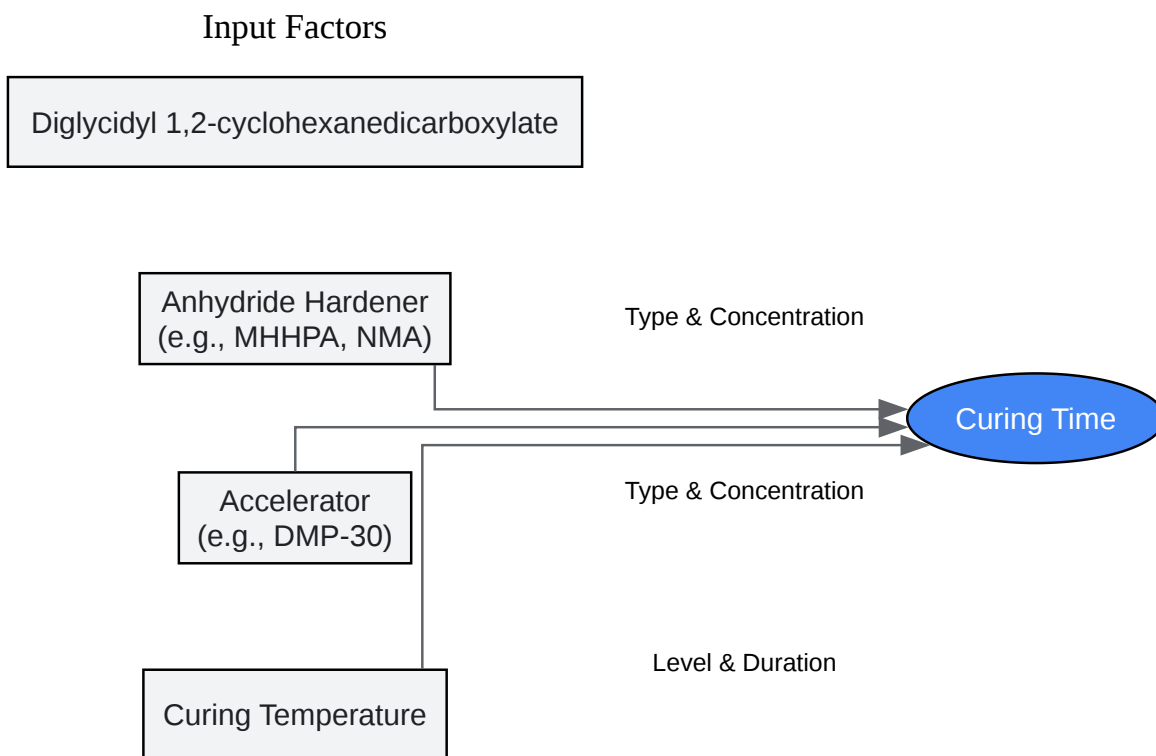 Input Factors
Diglycidyl 1,2-cyclohexanedicarboxylate
Anhydride Hardener
(e.g., MHHPA, NMA)
Type & Concentration
Curing Time
Accelerator
(e.g., DMP-30)
Type & Concentration
Level & Duration
Curing Temperature